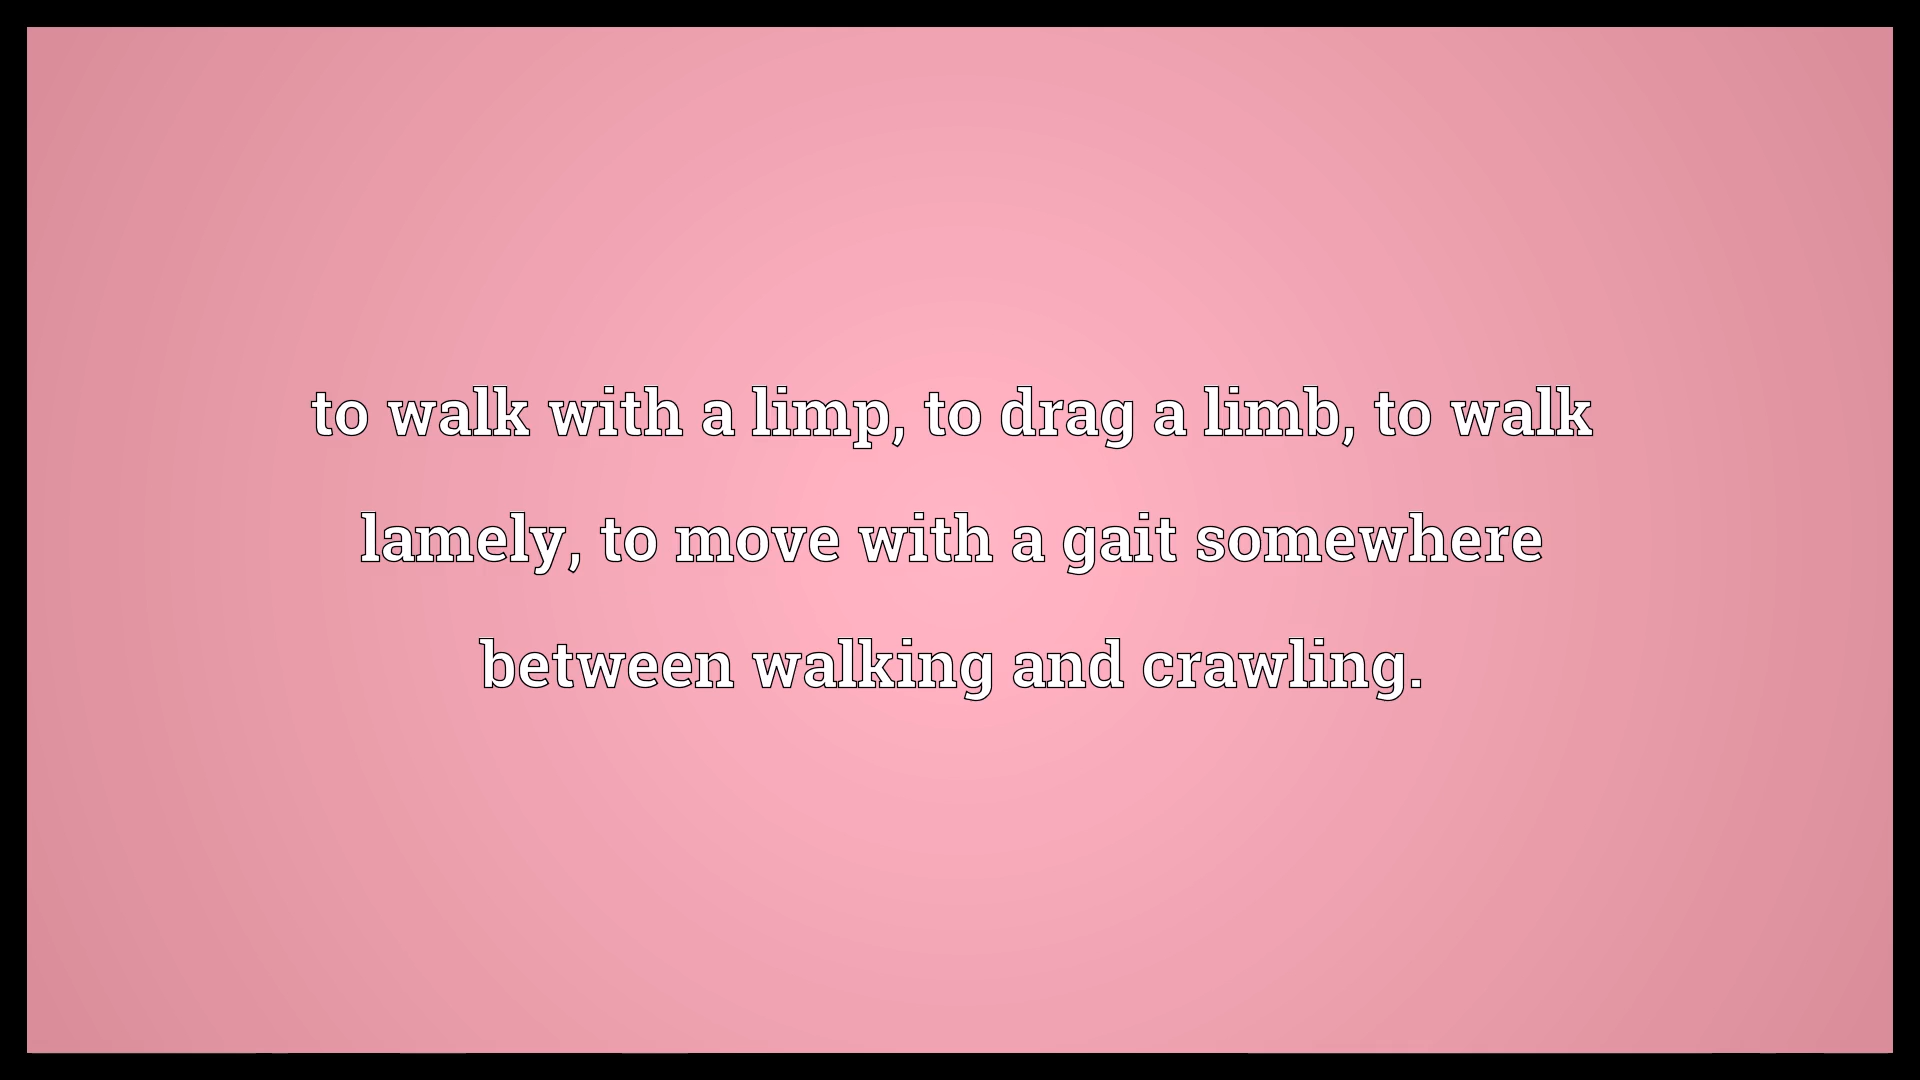 to walk with a limp, to drag a limb, to walk
lamely, to move with a gait somewhere
between walking and crawling.